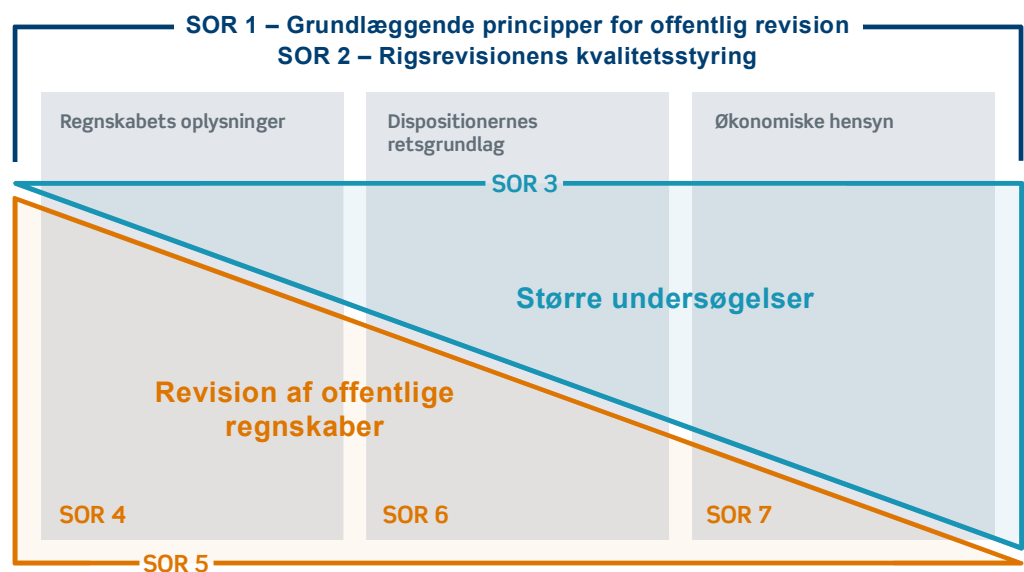 SOR 1 – Grundlæggende principper for offentlig revision
SOR 2 – Rigsrevisionens kvalitetsstyring
Regnskabets oplysninger
Dispositionernes
retsgrundlag
Økonomiske hensyn
SOR 3
Større undersøgelser
Revision af offentlige
regnskaber
SOR 4
SOR 6
SOR 7
SOR 5